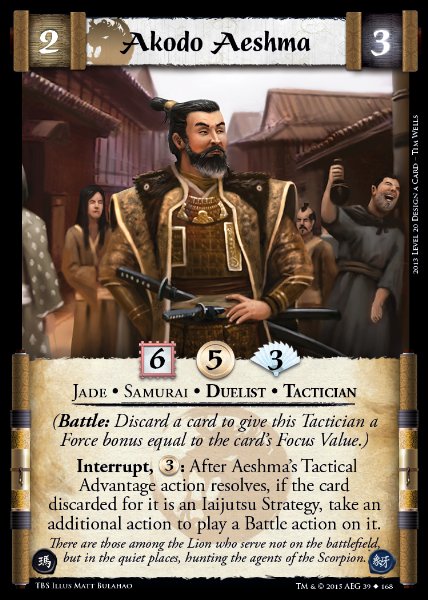 2 Akodo Aeshma 3
2013 Level 20 Design a Card - Tim Wells
6 5 3
Jade • Samurai • Duelist • Tactician
(Battle: Discard a card to give this Tactician a
Force bonus equal to the card's Focus Value.)
Interrupt, 3: After Aeshma's Tactical
Advantage action resolves, if the card
discarded for it is an Iaijutsu Strategy, take an
additional action to play a Battle action on it.
There are those among the Lion who serve not on the battlefield,
but in the quiet places, hunting the agents of the Scorpion.
TBS Illus Matt Bulahao TM & © 2015 AEG 39 ◆ 168